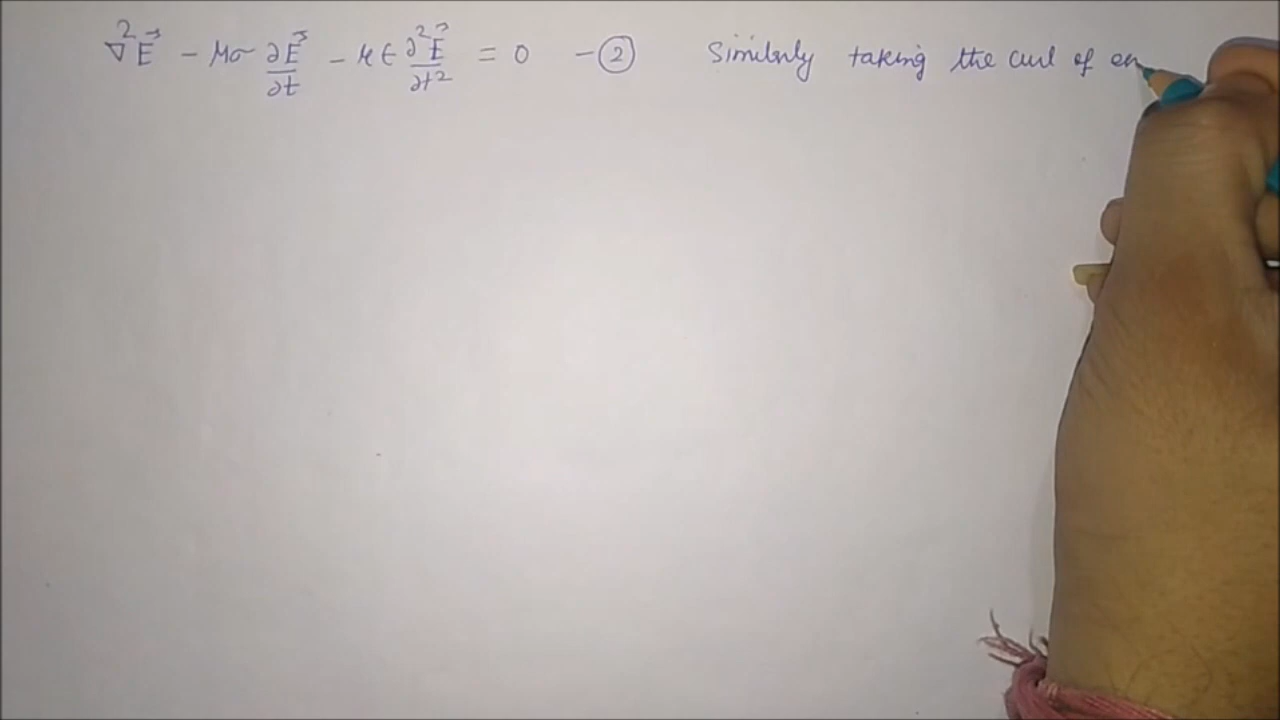 ∇²E⃗ - μσ ∂E⃗/∂t - μϵ ∂²E⃗/∂t² = 0 - ② Similarly taking the curl of